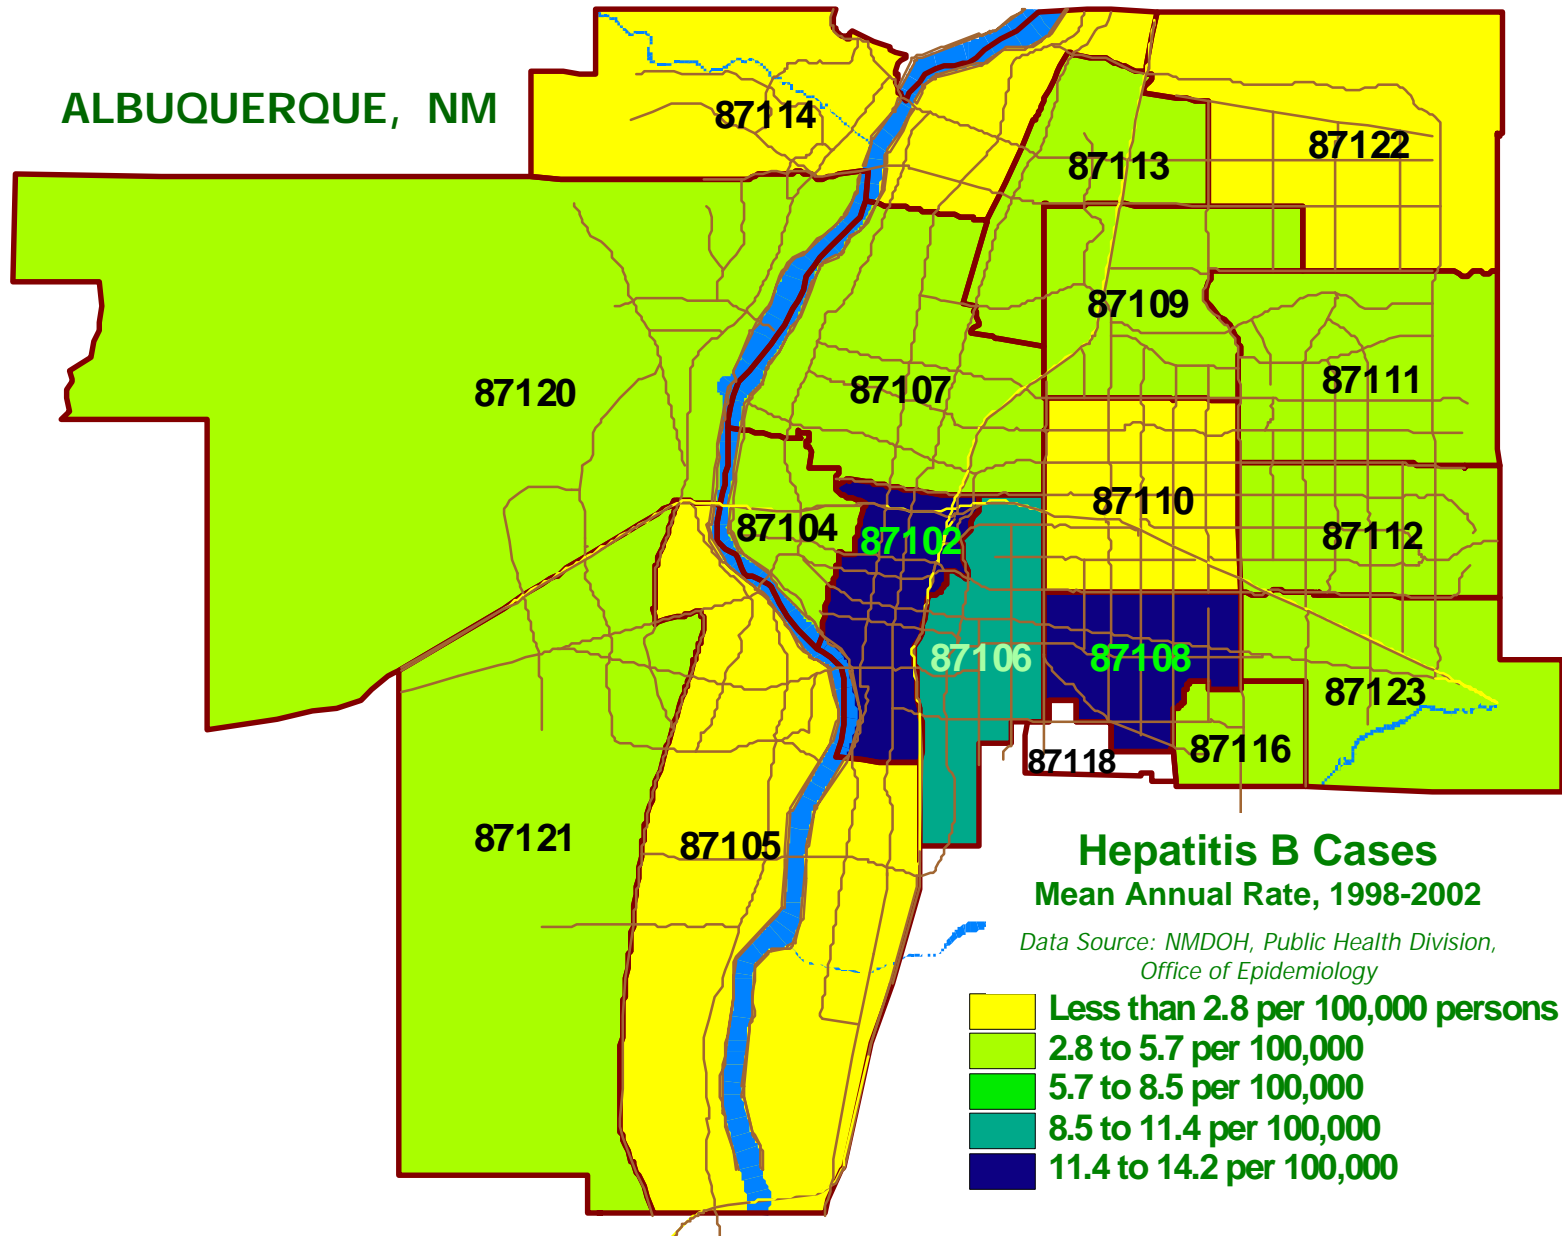 ALBUQUERQUE, NM
87114
87122
87113
87109
87120
87107
87111
87110
87104
87102
87112
87106
87108
87123
87116
87118
87121
87105
Hepatitis B Cases
Mean Annual Rate, 1998-2002
Data Source: NMDOH, Public Health Division,
Office of Epidemiology
Less than 2.8 per 100,000 persons
2.8 to 5.7 per 100,000
5.7 to 8.5 per 100,000
8.5 to 11.4 per 100,000
11.4 to 14.2 per 100,000